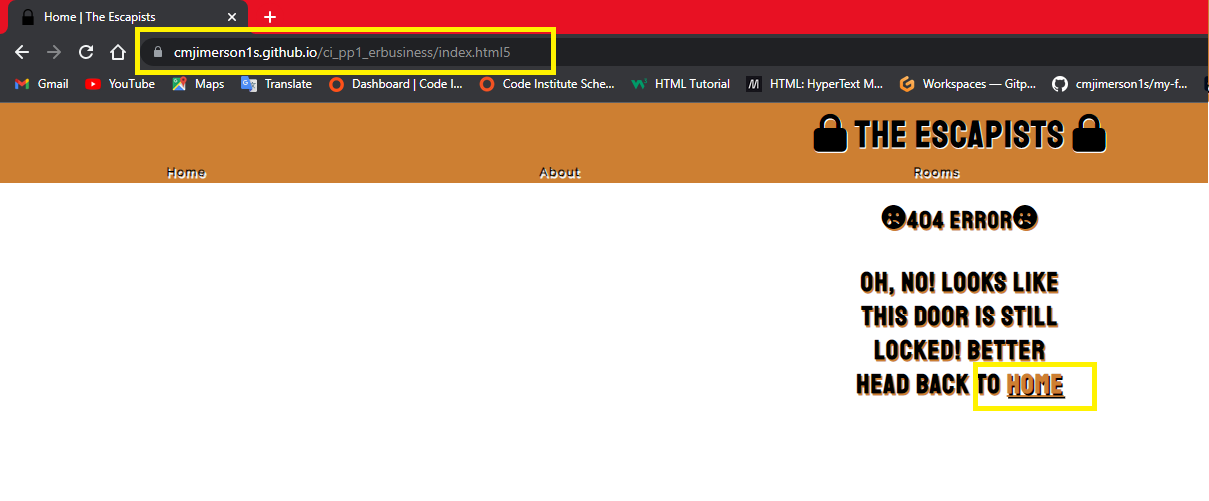 Home | The Escapists
cmjimerson1s.github.io/ci_pp1_erbusiness/index.html5
Gmail YouTube Maps Translate Dashboard | Code I... Code Institute Sche... HTML Tutorial HTML: HyperText M... Workspaces — Gitp... cmjimerson1s/my-f...
THE ESCAPISTS
Home About Rooms
404 ERROR
OH, NO! LOOKS LIKE
THIS DOOR IS STILL
LOCKED! BETTER
HEAD BACK TO HOME